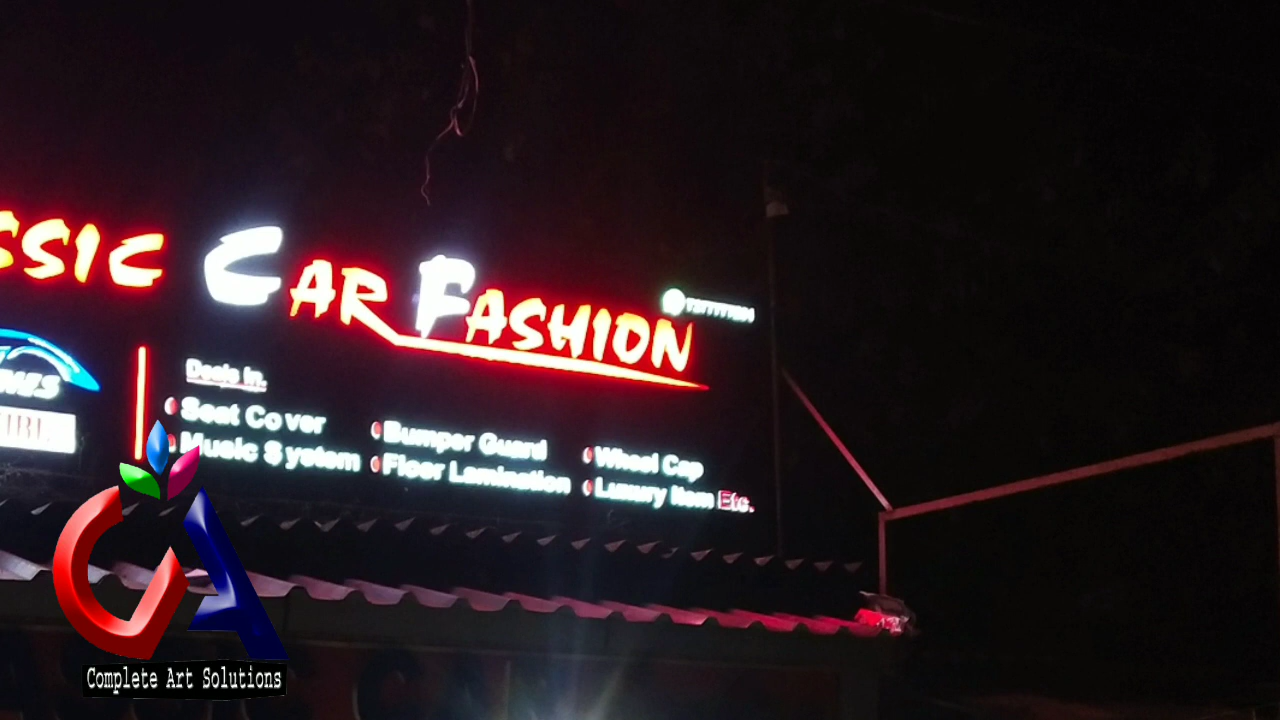 SSIC CAR FASHION
Deals in.
Seat Cover
Music System
Bumper Guard
Floor Lamination
Wheel Cap
Luxury Item Etc.
Complete Art Solutions